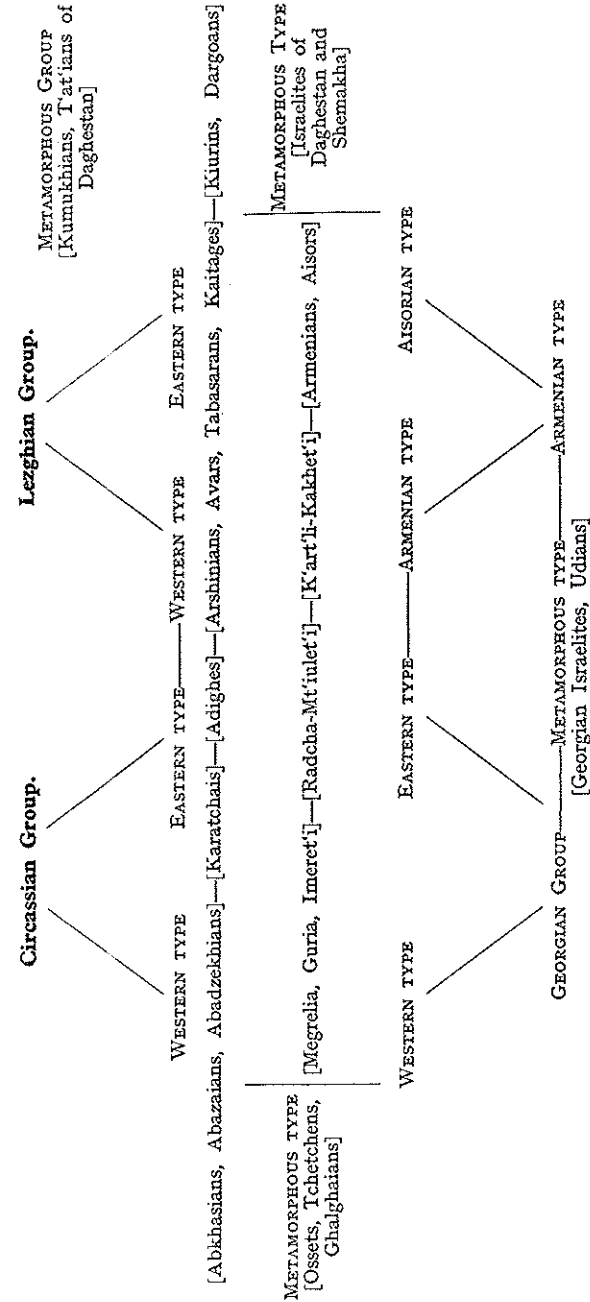 Circassian Group.
Lezghian Group.
METAMORPHOUS GROUP
[Kumukhians, T‘at‘ians of
Daghestan]
WESTERN TYPE
EASTERN TYPE——WESTERN TYPE
EASTERN TYPE
[Abkhasians, Abazaians, Abadzekhians]—[Karatchais]—[Adighes]—[Arshinians, Avars, Tabasarans, Kaitages]—[Kiurins, Dargoans]
METAMORPHOUS TYPE
[Ossets, Tchetchens,
Ghalghaians]
[Megrelia, Guria, Imeret‘i]—[Radcha-Mt‘iulet‘i]—[K‘art‘li-Kakhet‘i]—[Armenians, Aisors]
METAMORPHOUS TYPE
[Israelites of
Daghestan and
Shemakha]
WESTERN TYPE
EASTERN TYPE——ARMENIAN TYPE
AISORIAN TYPE
GEORGIAN GROUP——METAMORPHOUS TYPE——ARMENIAN TYPE
[Georgian Israelites, Udians]